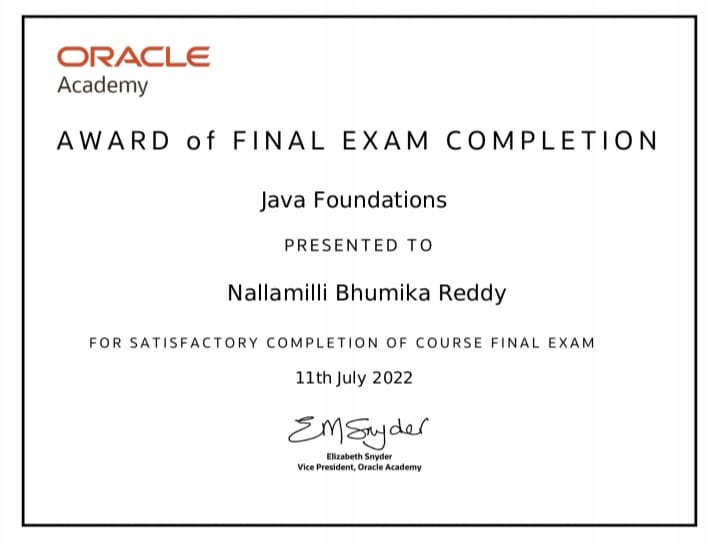 ORACLE
Academy
AWARD of FINAL EXAM COMPLETION
Java Foundations
PRESENTED TO
Nallamilli Bhumika Reddy
FOR SATISFACTORY COMPLETION OF COURSE FINAL EXAM
11th July 2022
EMSnyder
Elizabeth Snyder
Vice President, Oracle Academy